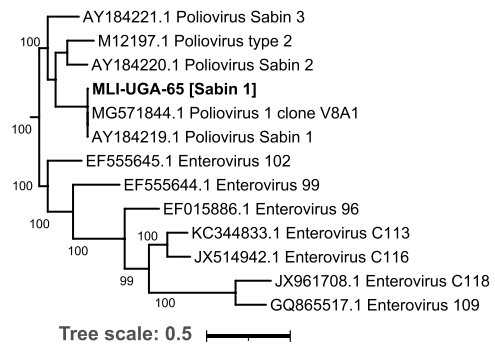 AY184221.1 Poliovirus Sabin 3
100
M12197.1 Poliovirus type 2
AY184220.1 Poliovirus Sabin 2
MLI-UGA-65 [Sabin 1]
MG571844.1 Poliovirus 1 clone V8A1
100
AY184219.1 Poliovirus Sabin 1
EF555645.1 Enterovirus 102
100
EF555644.1 Enterovirus 99
EF015886.1 Enterovirus 96
100
KC344833.1 Enterovirus C113
100
100
JX514942.1 Enterovirus C116
99
JX961708.1 Enterovirus C118
100
GQ865517.1 Enterovirus 109
Tree scale: 0.5